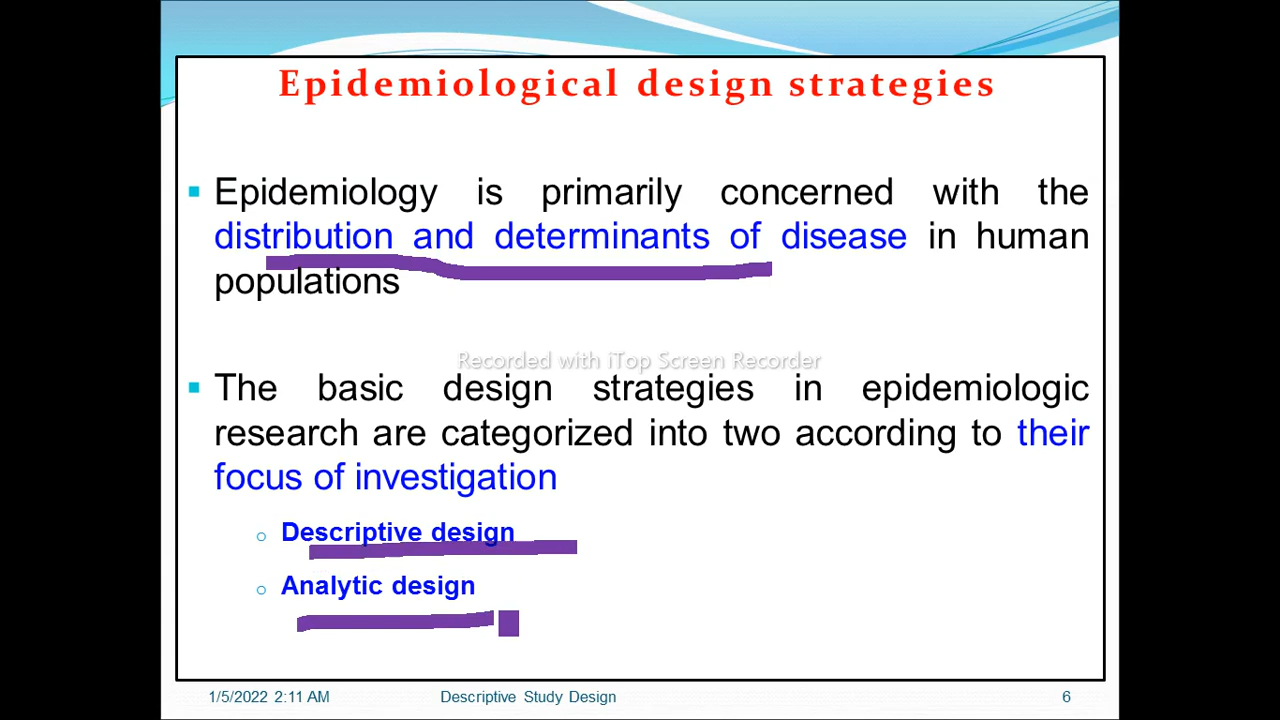 Epidemiological design strategies
Epidemiology is primarily concerned with the
distribution and determinants of disease in human
populations
Recorded with iTop Screen Recorder
The basic design strategies in epidemiologic
research are categorized into two according to their
focus of investigation
Descriptive design
Analytic design
1/5/2022 2:11 AM Descriptive Study Design 6